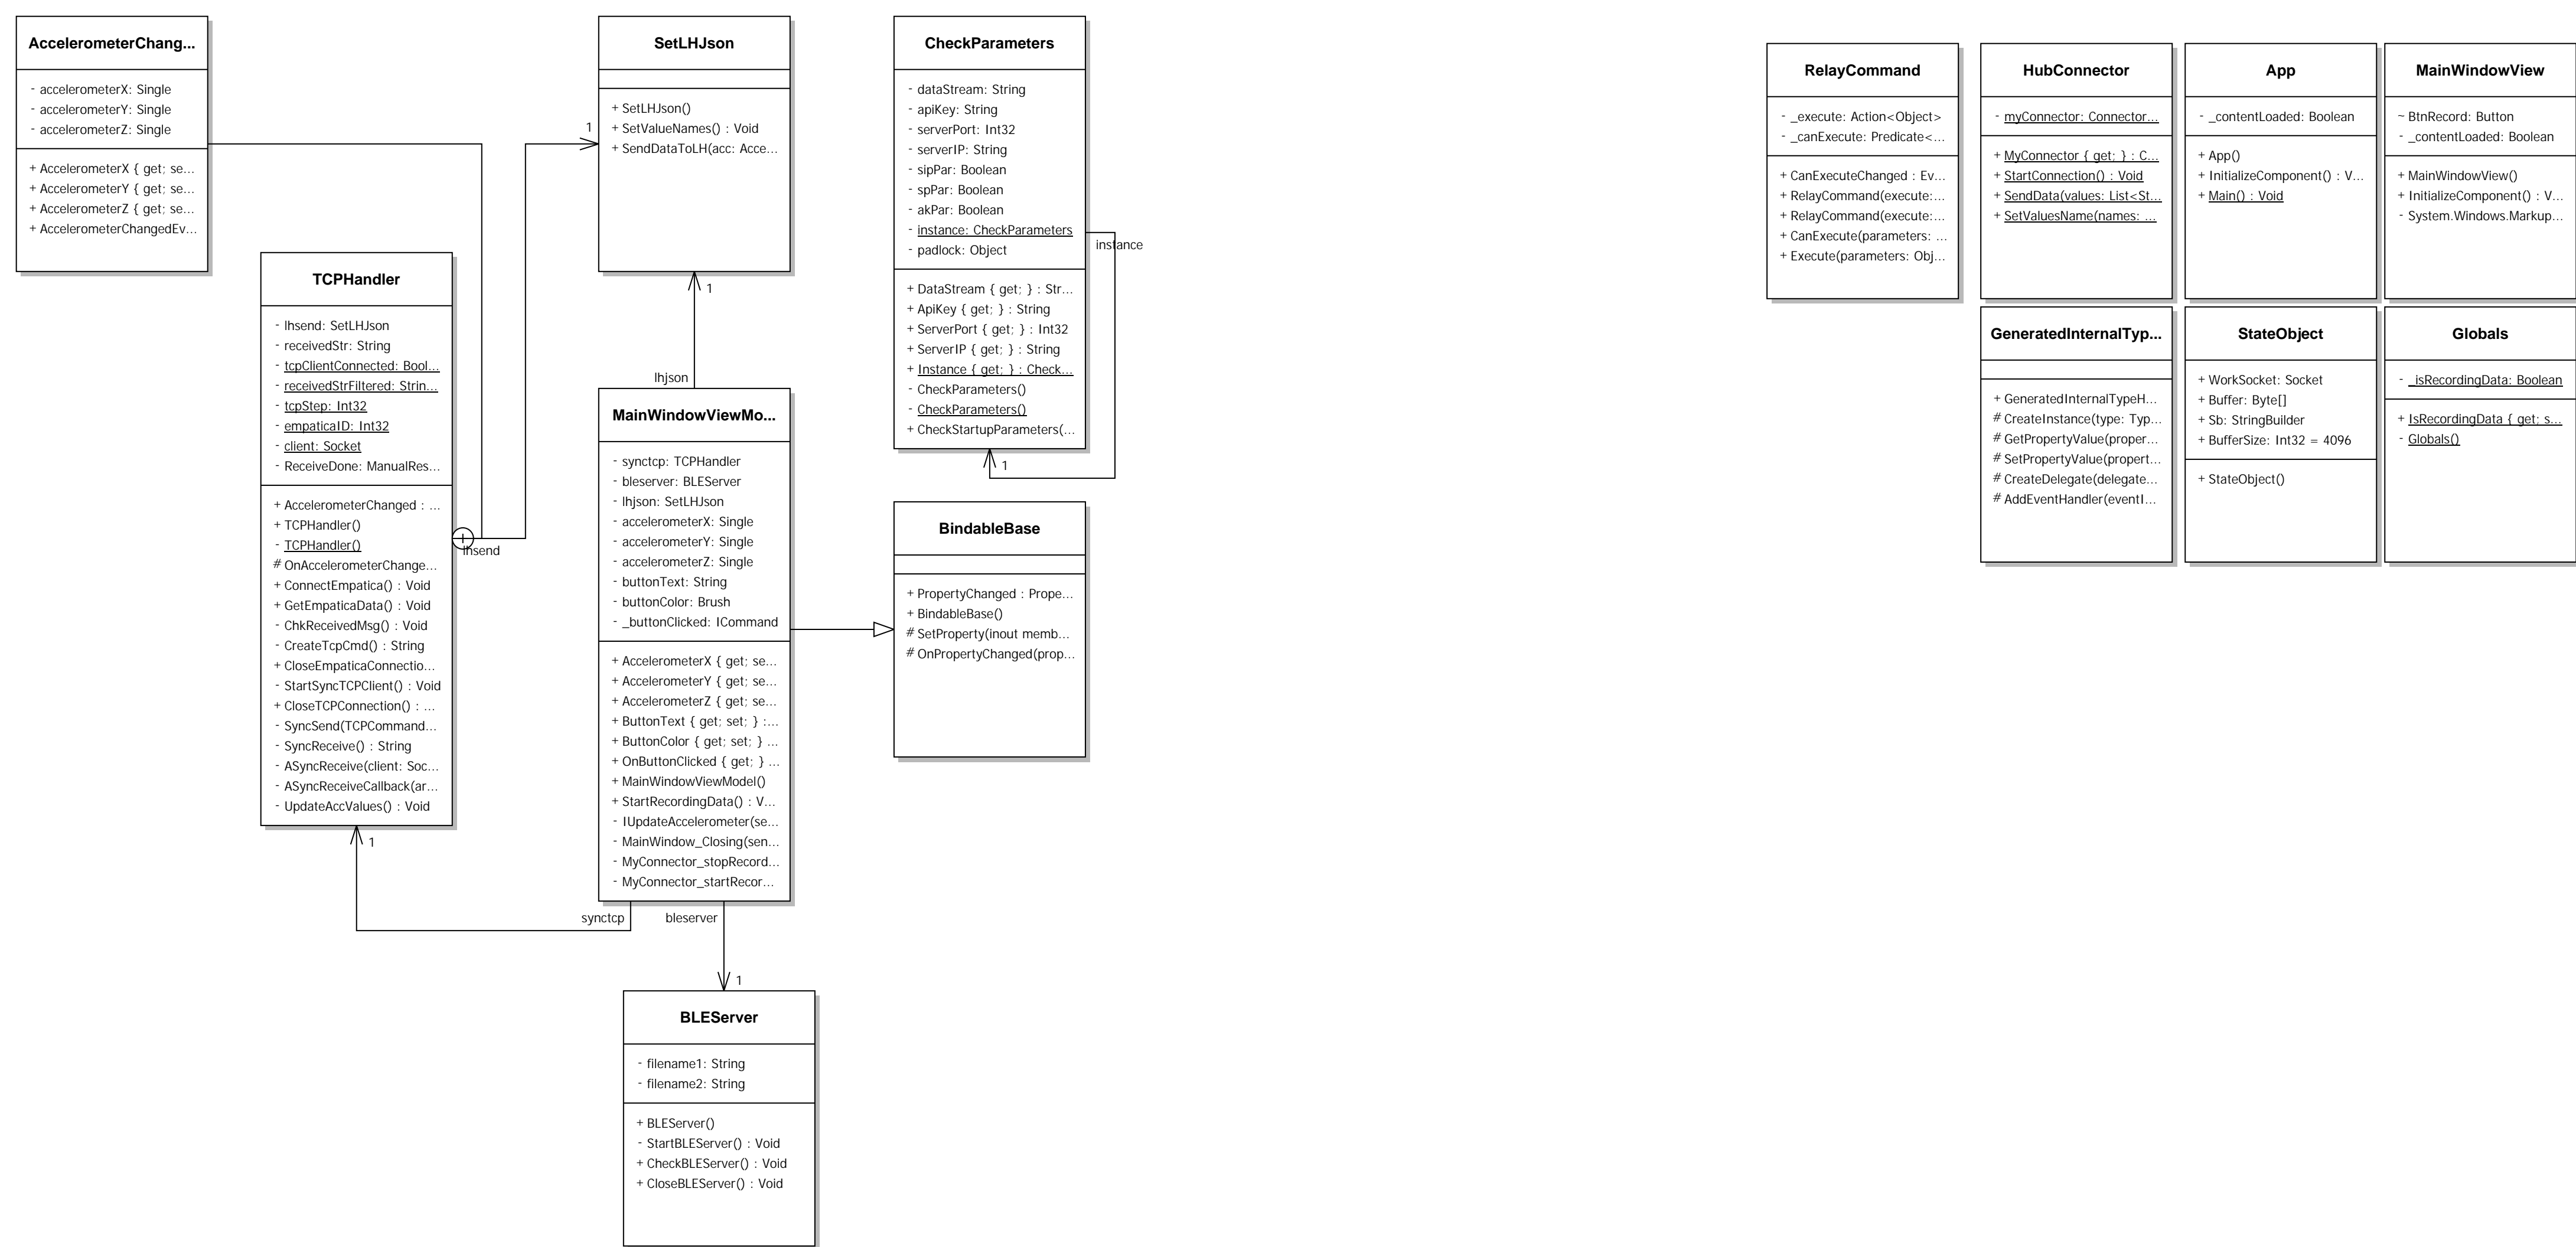 AccelerometerChang...
- accelerometerX: Single
- accelerometerY: Single
- accelerometerZ: Single
+ AccelerometerX { get; se...
+ AccelerometerY { get; se...
+ AccelerometerZ { get; se...
+ AccelerometerChangedEv...
TCPHandler
- lhsend: SetLHJson
- receivedStr: String
- tcpClientConnected: Bool...
- receivedStrFiltered: Strin...
- tcpStep: Int32
- empaticaID: Int32
- client: Socket
- ReceiveDone: ManualRes...
+ AccelerometerChanged : ...
+ TCPHandler()
- TCPHandler()
# OnAccelerometerChange...
+ ConnectEmpatica() : Void
+ GetEmpaticaData() : Void
- ChkReceivedMsg() : Void
- CreateTcpCmd() : String
+ CloseEmpaticaConnectio...
- StartSyncTCPClient() : Void
+ CloseTCPConnection() : ...
- SyncSend(TCPCommand...
- SyncReceive() : String
- ASyncReceive(client: Soc...
- ASyncReceiveCallback(ar...
- UpdateAccValues() : Void
lhsend
1
1
SetLHJson
+ SetLHJson()
+ SetValueNames() : Void
+ SendDataToLH(acc: Acce...
1
lhjson
MainWindowViewMo...
- synctcp: TCPHandler
- bleserver: BLEServer
- lhjson: SetLHJson
- accelerometerX: Single
- accelerometerY: Single
- accelerometerZ: Single
- buttonText: String
- buttonColor: Brush
- _buttonClicked: ICommand
+ AccelerometerX { get; se...
+ AccelerometerY { get; se...
+ AccelerometerZ { get; se...
+ ButtonText { get; set; } :...
+ ButtonColor { get; set; } ...
+ OnButtonClicked { get; } ...
+ MainWindowViewModel()
+ StartRecordingData() : V...
- IUpdateAccelerometer(se...
- MainWindow_Closing(sen...
- MyConnector_stopRecord...
- MyConnector_startRecor...
synctcp
bleserver
1
BLEServer
- filename1: String
- filename2: String
+ BLEServer()
- StartBLEServer() : Void
+ CheckBLEServer() : Void
+ CloseBLEServer() : Void
CheckParameters
- dataStream: String
- apiKey: String
- serverPort: Int32
- serverIP: String
- sipPar: Boolean
- spPar: Boolean
- akPar: Boolean
- instance: CheckParameters
- padlock: Object
+ DataStream { get; } : Str...
+ ApiKey { get; } : String
+ ServerPort { get; } : Int32
+ ServerIP { get; } : String
+ Instance { get; } : Check...
- CheckParameters()
- CheckParameters()
+ CheckStartupParameters(...
instance
1
BindableBase
+ PropertyChanged : Prope...
+ BindableBase()
# SetProperty(inout memb...
# OnPropertyChanged(prop...
RelayCommand
- _execute: Action<Object>
- _canExecute: Predicate<...
+ CanExecuteChanged : Ev...
+ RelayCommand(execute:...
+ RelayCommand(execute:...
+ CanExecute(parameters: ...
+ Execute(parameters: Obj...
HubConnector
- myConnector: Connector...
+ MyConnector { get; } : C...
+ StartConnection() : Void
+ SendData(values: List<St...
+ SetValuesName(names: ...
App
- _contentLoaded: Boolean
+ App()
+ InitializeComponent() : V...
+ Main() : Void
MainWindowView
~ BtnRecord: Button
- _contentLoaded: Boolean
+ MainWindowView()
+ InitializeComponent() : V...
- System.Windows.Markup...
GeneratedInternalTyp...
+ GeneratedInternalTypeH...
# CreateInstance(type: Typ...
# GetPropertyValue(proper...
# SetPropertyValue(propert...
# CreateDelegate(delegate...
# AddEventHandler(eventI...
StateObject
+ WorkSocket: Socket
+ Buffer: Byte[]
+ Sb: StringBuilder
+ BufferSize: Int32 = 4096
+ StateObject()
Globals
- _isRecordingData: Boolean
+ IsRecordingData { get; s...
- Globals()